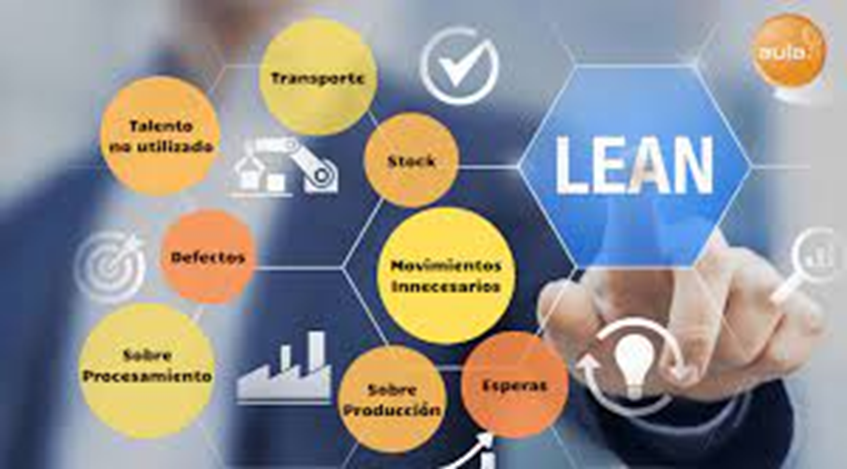 Transporte
aula
Talento
no utilizado
Stock
LEAN
Defectos
Movimientos
Innecesarios
Sobre
Procesamiento
Sobre
Producción
Esperas